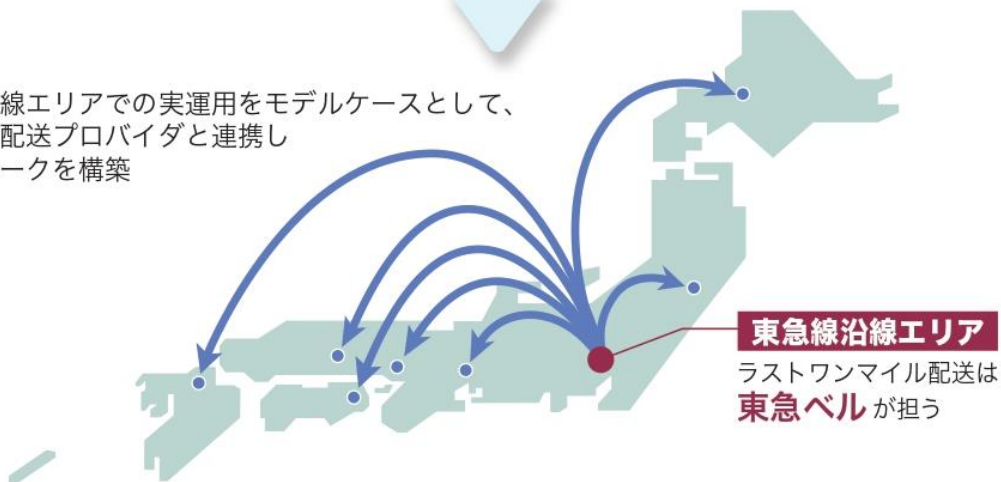 線エリアでの実運用をモデルケースとして、
配送プロバイダと連携し
ークを構築
東急線沿線エリア
ラストワンマイル配送は
東急ベル が担う